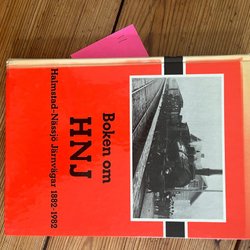 Boken om
HNJ
Halmstad-Nässjö Järnvägar 1882-1982